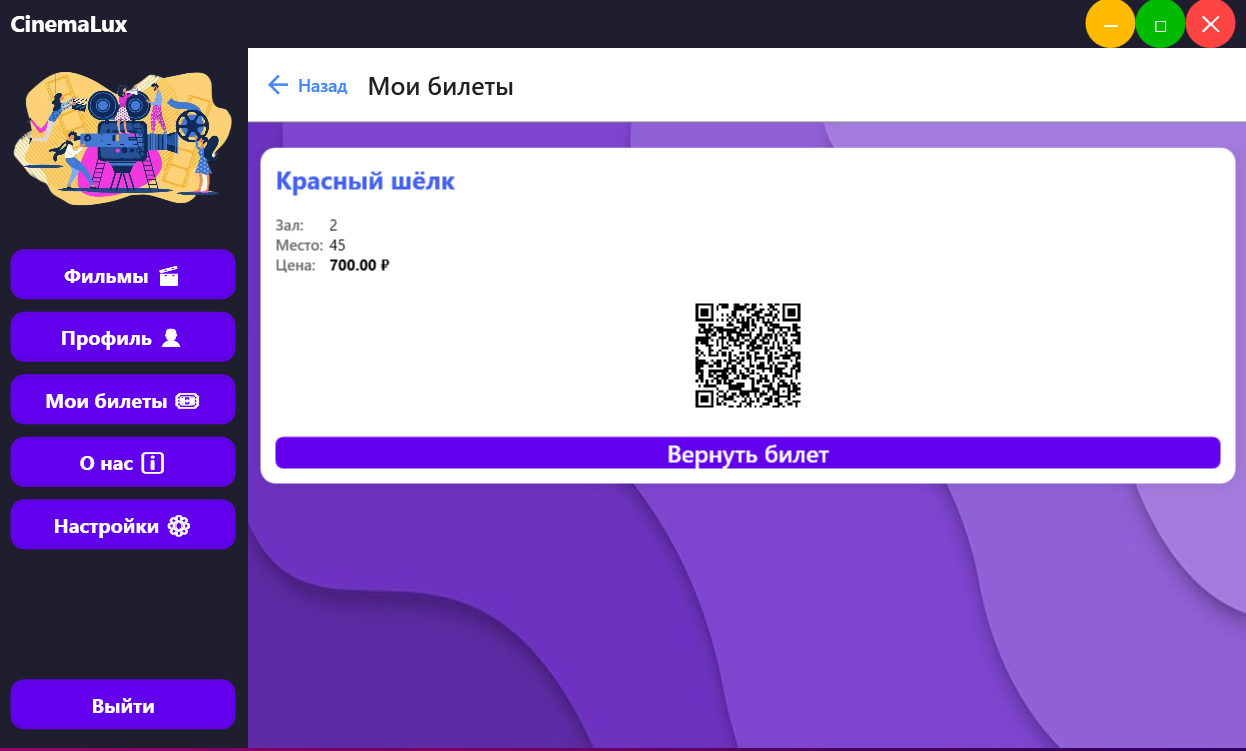 CinemaLux
Назад Мои билеты
Красный шёлк
Зал: 2
Место: 45
Цена: 700.00 ₽
Вернуть билет
Фильмы
Профиль
Мои билеты
О нас
Настройки
Выйти